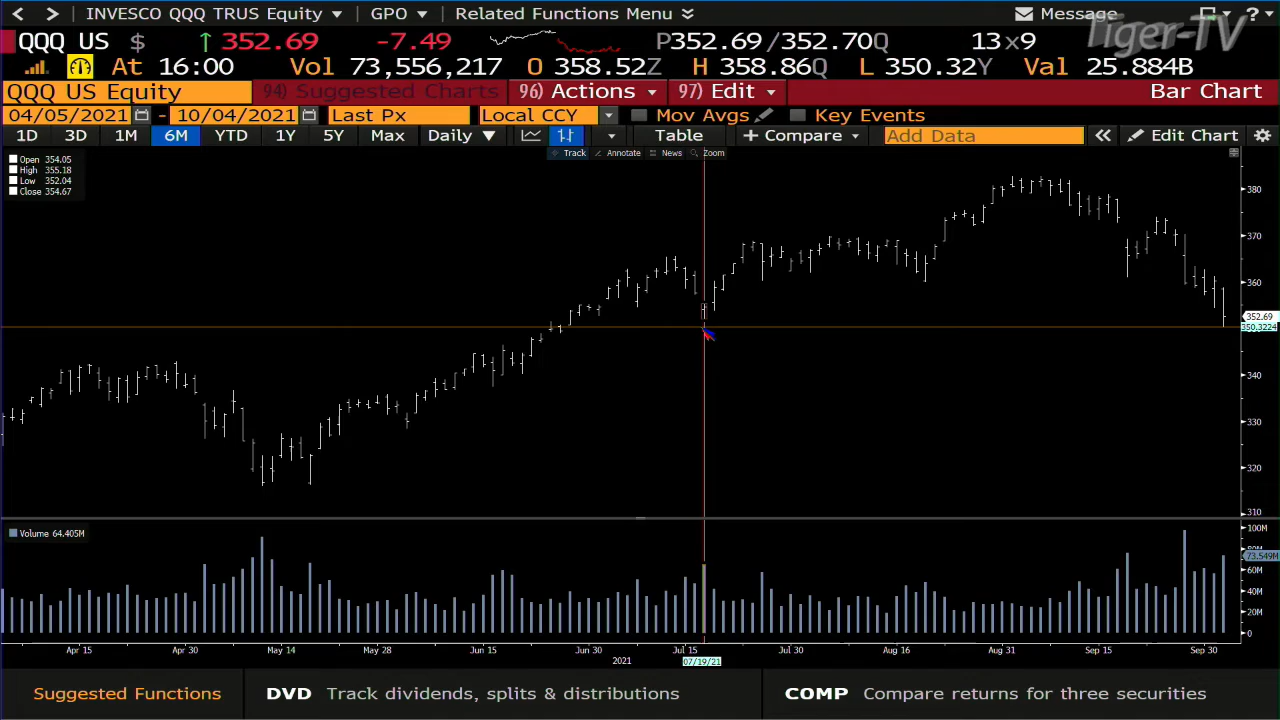 < > INVESCO QQQ TRUS Equity ▼ GPO ▼ Related Functions Menu Message ?
Tiger-TV
QQQ US $ ↑ 352.69 -7.49 P352.69/352.70Q 13x9
At 16:00 Vol 73,556,217 O 358.52Z H 358.86Q L 350.32Y Val 25.884B
QQQ US Equity 94) Suggested Charts 96) Actions 97) Edit Bar Chart
04/05/2021 - 10/04/2021 Last Px Local CCY Mov Avgs Key Events
1D 3D 1M 6M YTD 1Y 5Y Max Daily ▼ Table + Compare Add Data « Edit Chart
Track Annotate News Zoom
Open 354.05
High 355.18
Low 352.04
Close 354.67
380
370
360
352.69
350.3224
340
330
320
310
Volume 64.405M
100M
80M
73.549M
60M
40M
20M
0
Apr 15 Apr 30 May 14 May 28 Jun 15 Jun 30 Jul 15 Jul 30 Aug 16 Aug 31 Sep 15 Sep 30
2021 07/19/21
Suggested Functions DVD Track dividends, splits & distributions COMP Compare returns for three securities